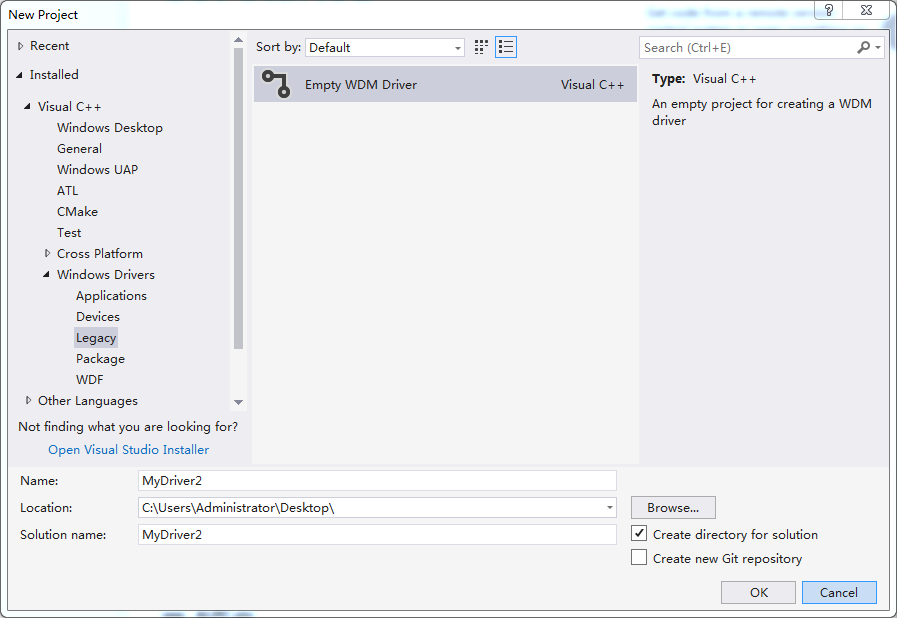 New Project
Recent
Installed
Visual C++
Windows Desktop
General
Windows UAP
ATL
CMake
Test
Cross Platform
Windows Drivers
Applications
Devices
Legacy
Package
WDF
Other Languages
Not finding what you are looking for?
Open Visual Studio Installer
Sort by: Default
Empty WDM Driver Visual C++
Search (Ctrl+E)
Type: Visual C++
An empty project for creating a WDM
driver
Name: MyDriver2
Location: C:\Users\Administrator\Desktop\
Browse...
Solution name: MyDriver2
Create directory for solution
Create new Git repository
OK Cancel